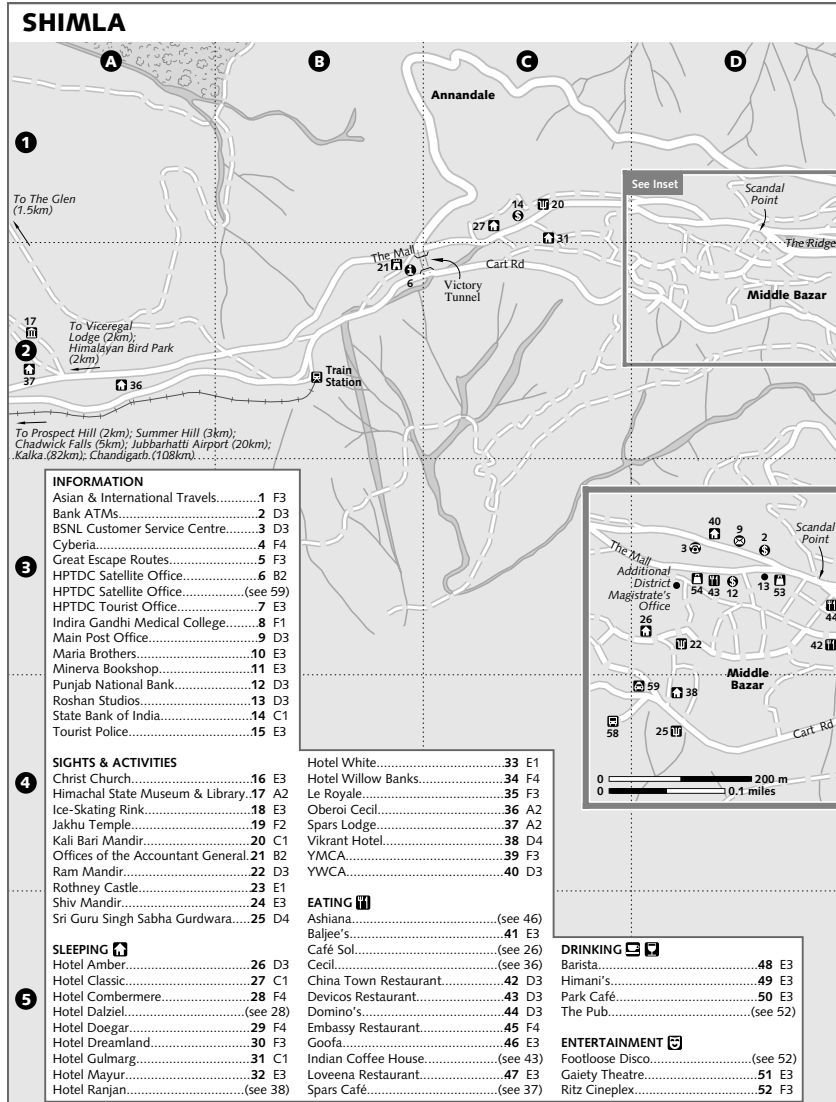 SHIMLA
A
B
C
D
Annandale
1
To The Glen
(1.5km)
See Inset
Scandal
Point
14
20
27
31
The Ridge
The Mall
21
6
Cart Rd
Victory
Tunnel
Middle Bazar
17
2
37
To Viceregal
Lodge (2km);
Himalayan Bird Park
(2km)
36
Train
Station
To Prospect Hill (2km); Summer Hill (3km);
Chadwick Falls (5km); Jubbarhatti Airport (20km);
Kalka (82km); Chandigarh (108km)
3
INFORMATION
Asian & International Travels............1 F3
Bank ATMs............2 D3
BSNL Customer Service Centre....3 D3
Cyberia............4 F4
Great Escape Routes............5 F3
HPTDC Satellite Office............6 B2
HPTDC Satellite Office............(see 59)
HPTDC Tourist Office............7 E3
Indira Gandhi Medical College....8 F1
Main Post Office............9 D3
Maria Brothers............10 E3
Minerva Bookshop............11 E3
Punjab National Bank............12 D3
Roshan Studios............13 D3
State Bank of India............14 C1
Tourist Police............15 E3
4
SIGHTS & ACTIVITIES
Christ Church............16 E3
Himachal State Museum & Library..17 A2
Ice-Skating Rink............18 E3
Jakhu Temple............19 F2
Kali Bari Mandir............20 C1
Offices of the Accountant General.21 B2
Ram Mandir............22 D3
Rothney Castle............23 E1
Shiv Mandir............24 E3
Sri Guru Singh Sabha Gurdwara....25 D4
5
SLEEPING
Hotel Amber............26 D3
Hotel Classic............27 C1
Hotel Combermere............28 F4
Hotel Dalziel............(see 28)
Hotel Doegar............29 F4
Hotel Dreamland............30 F3
Hotel Gulmarg............31 C1
Hotel Mayur............32 E3
Hotel Ranjan............(see 38)
Hotel White............33 E1
Hotel Willow Banks............34 F4
Le Royale............35 F3
Oberoi Cecil............36 A2
Spars Lodge............37 A2
Vikrant Hotel............38 D4
YMCA............39 F3
YWCA............40 D3
EATING
Ashiana............(see 46)
Baljee's............41 E3
Café Sol............(see 26)
Cecil............(see 36)
China Town Restaurant............42 D3
Devicos Restaurant............43 D3
Domino's............44 D3
Embassy Restaurant............45 F4
Goofa............46 E3
Indian Coffee House............(see 43)
Loveena Restaurant............47 E3
Spars Café............(see 37)
DRINKING
Barista............48 E3
Himani's............49 E3
Park Café............50 E3
The Pub............(see 52)
ENTERTAINMENT
Footloose Disco............(see 52)
Gaiety Theatre............51 E3
Ritz Cineplex............52 F3
40
9
2
Scandal
Point
3
The Mall
Additional
District
Magistrate's
Office
54
43
12
13
53
44
26
22
42
Middle
Bazar
59
38
58
25
Cart Rd
0 200 m
0 0.1 miles